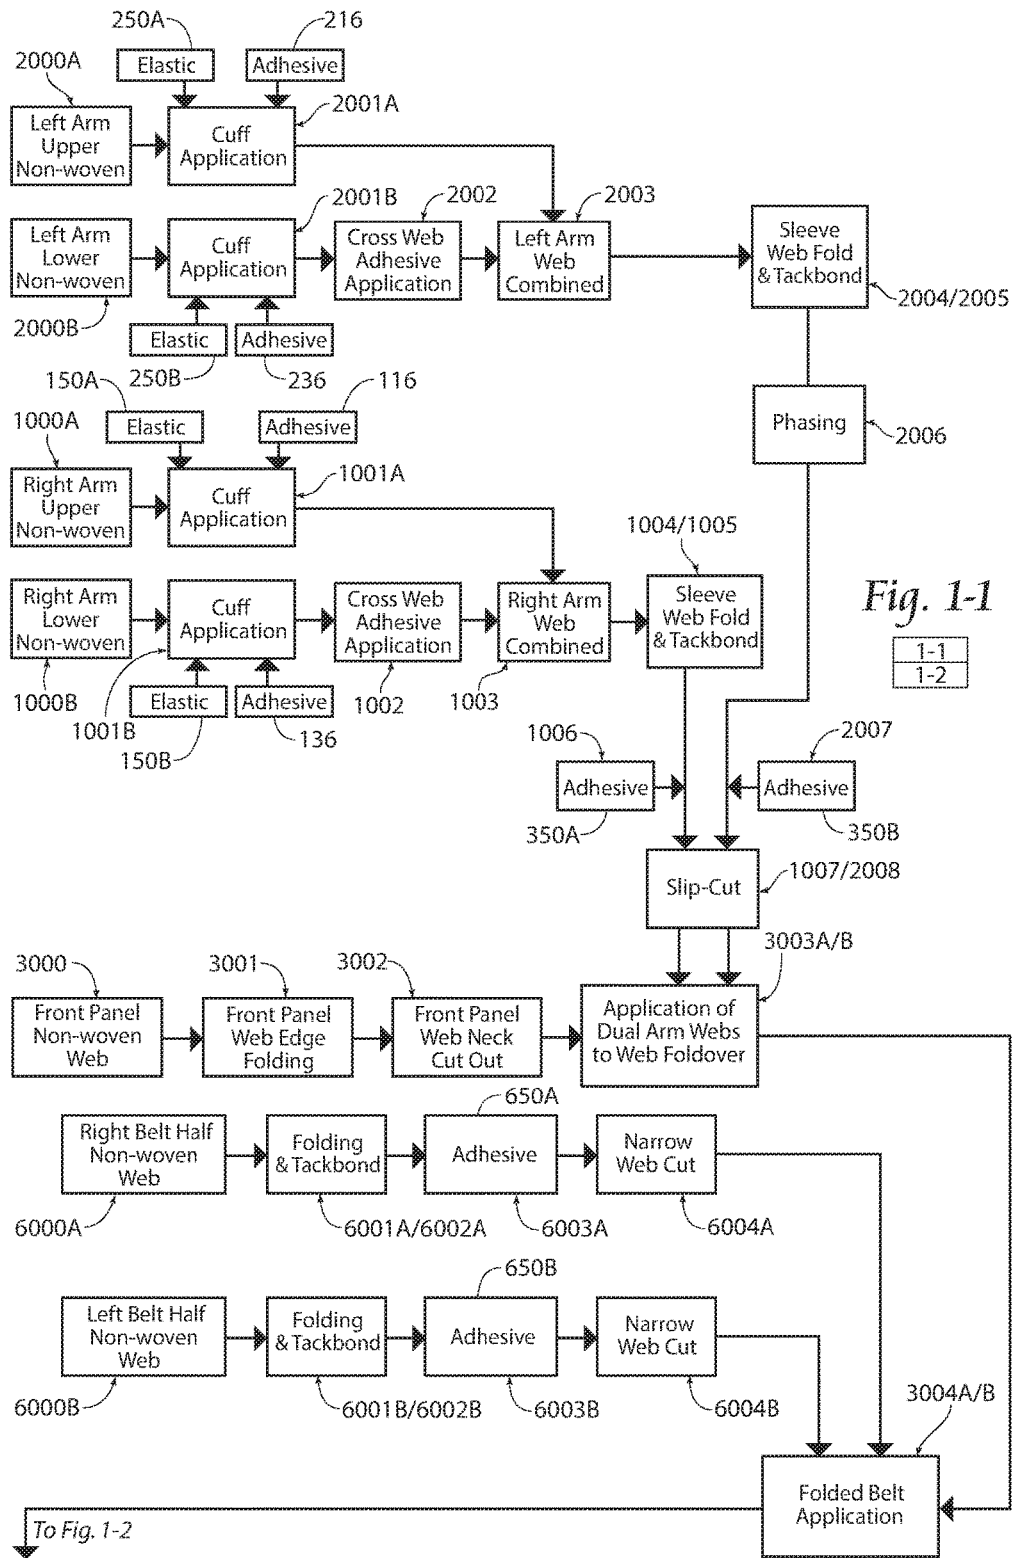 250A
216
2000A
Elastic
Adhesive
2001A
Left Arm
Upper
Non-woven
Cuff
Application
2001B
2002
2003
Left Arm
Lower
Non-woven
Cuff
Application
Cross Web
Adhesive
Application
Left Arm
Web
Combined
Sleeve
Web Fold
& Tackbond
2004/2005
2000B
Elastic
Adhesive
250B
236
150A
116
1000A
Elastic
Adhesive
Phasing
2006
1001A
Right Arm
Upper
Non-woven
Cuff
Application
1004/1005
Right Arm
Lower
Non-woven
Cuff
Application
Cross Web
Adhesive
Application
Right Arm
Web
Combined
Sleeve
Web Fold
& Tackbond
Fig. 1-1
1-1
1-2
1000B
1001B
Elastic
Adhesive
150B
136
1002
1003
1006
2007
Adhesive
Adhesive
350A
350B
Slip-Cut
1007/2008
3000
3001
3002
3003A/B
Front Panel
Non-woven
Web
Front Panel
Web Edge
Folding
Front Panel
Web Neck
Cut Out
Application of
Dual Arm Webs
to Web Foldover
650A
Right Belt Half
Non-woven
Web
Folding
& Tackbond
Adhesive
Narrow
Web Cut
6000A
6001A/6002A
6003A
6004A
650B
Left Belt Half
Non-woven
Web
Folding
& Tackbond
Adhesive
Narrow
Web Cut
6000B
6001B/6002B
6003B
6004B
3004A/B
Folded Belt
Application
To Fig. 1-2